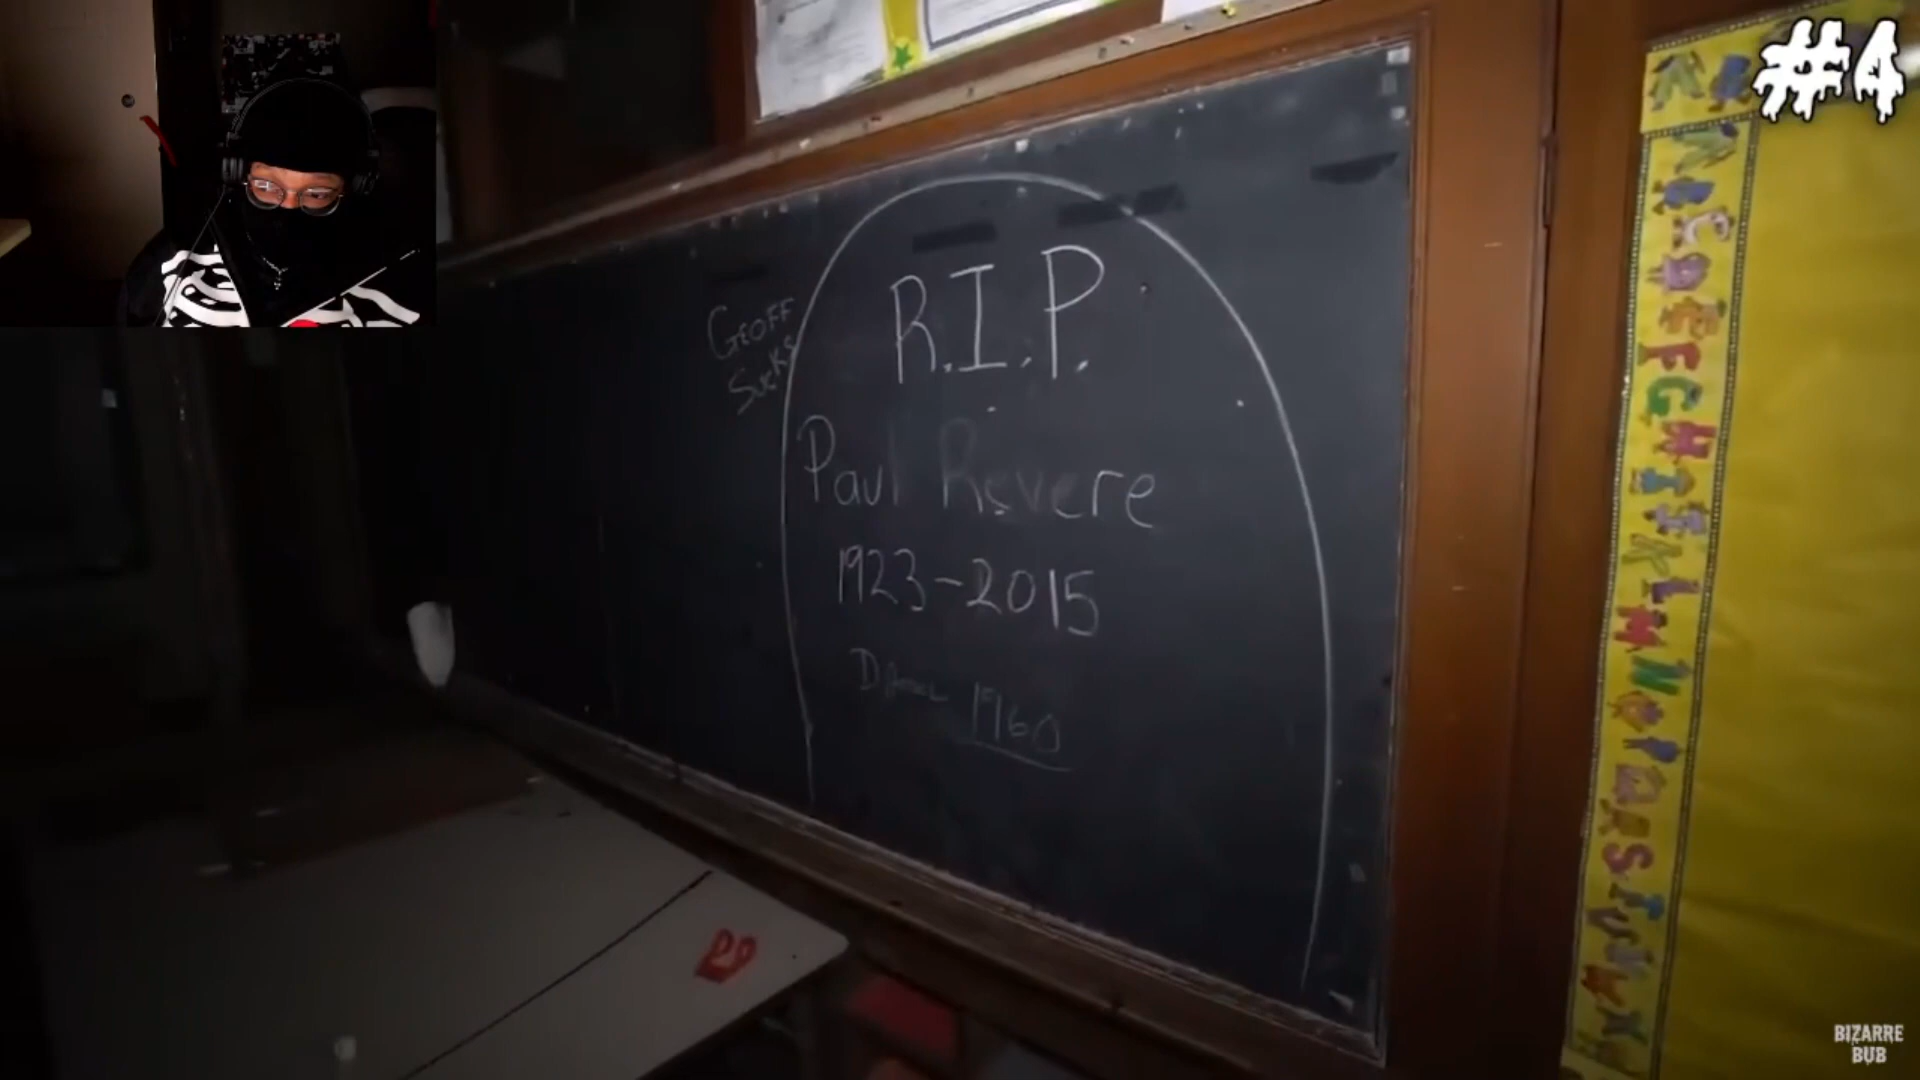 #4
GEOFF
SUCKS
R.I.P.
Paul Revere
1923-2015
1960
BIZARRE
BUB